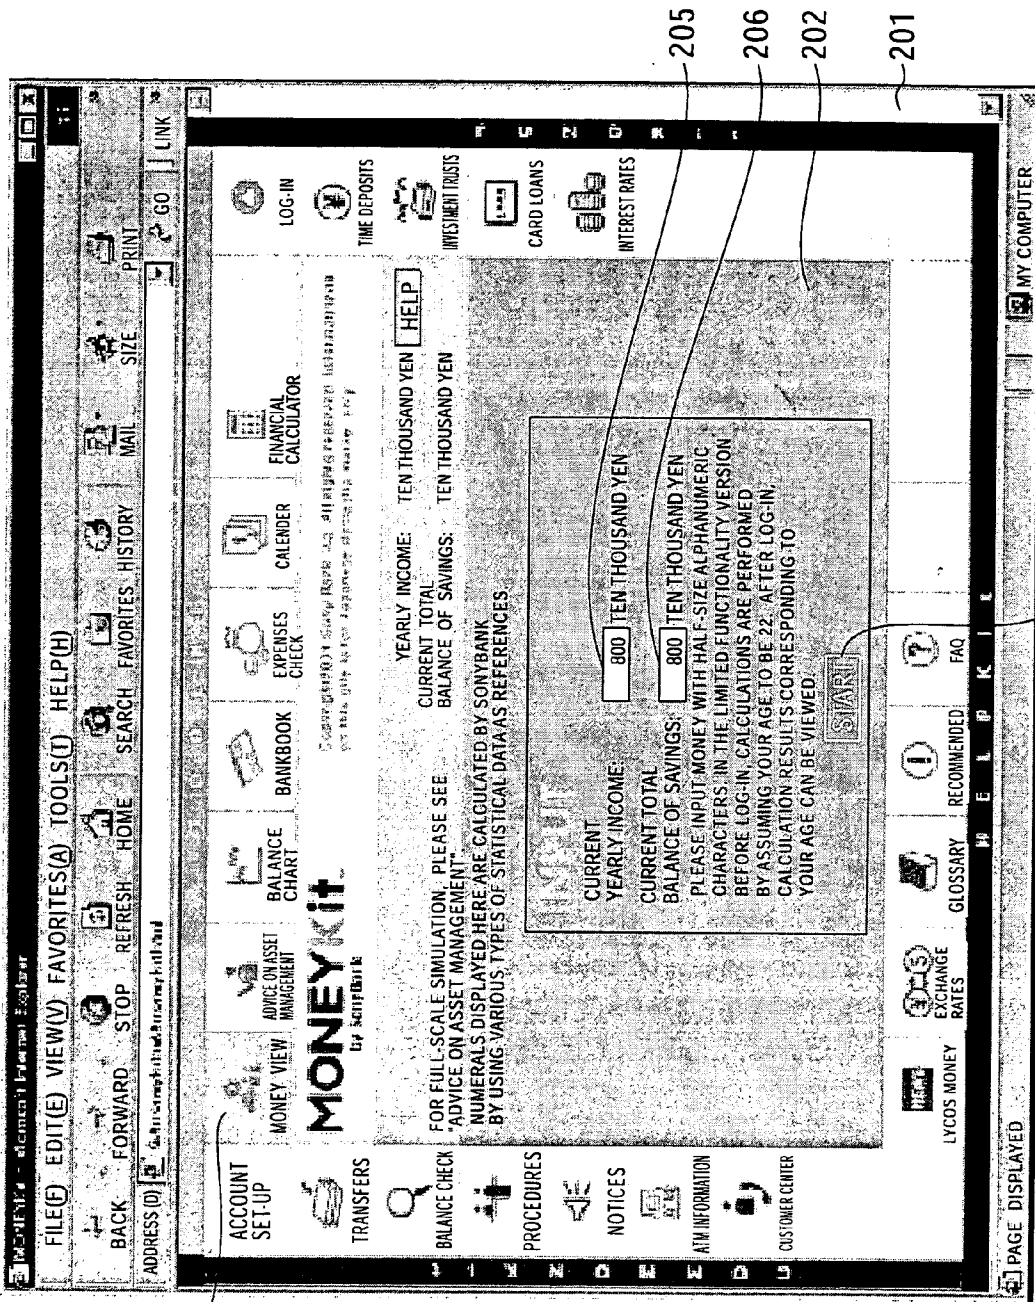 FILE(F) EDIT(E) VIEW(V) FAVORITES(A) TOOLS(T) HELP(H)
BACK FORWARD STOP REFRESH HOME SEARCH FAVORITES HISTORY MAIL SIZE PRINT
ADDRESS (D)
GO LINK
ACCOUNT
SET-UP
MONEY VIEW
ADVICE ON ASSET
MANAGEMENT
BALANCE
CHART
BANKBOOK
EXPENSES
CHECK
CALENDER
FINANCIAL
CALCULATOR
LOG-IN
TRANSFERS
BALANCE CHECK
PROCEDURES
NOTICES
ATM INFORMATION
CUSTOMER CENTER
MONEYKit
by SonyBank
YEARLY INCOME: TEN THOUSAND YEN
HELP
CURRENT TOTAL
BALANCE OF SAVINGS: TEN THOUSAND YEN
FOR FULL-SCALE SIMULATION, PLEASE SEE
"ADVICE ON ASSET MANAGEMENT"
NUMERALS DISPLAYED HERE ARE CALCULATED BY SONYBANK
BY USING VARIOUS TYPES OF STATISTICAL DATA AS REFERENCES.
INPUT
CURRENT
YEARLY INCOME: 800 TEN THOUSAND YEN
CURRENT TOTAL
BALANCE OF SAVINGS: 800 TEN THOUSAND YEN
PLEASE INPUT MONEY WITH HALF-SIZE ALPHANUMERIC
CHARACTERS. IN THE LIMITED FUNCTIONALITY VERSION
BEFORE LOG-IN, CALCULATIONS ARE PERFORMED
BY ASSUMING YOUR AGE TO BE 22. AFTER LOG-IN,
CALCULATION RESULTS CORRESPONDING TO
YOUR AGE CAN BE VIEWED.
START
TIME DEPOSITS
INVESTMENT TRUSTS
CARD LOANS
INTEREST RATES
LYCOS MONEY
EXCHANGE
RATES
GLOSSARY
RECOMMENDED
FAQ
PAGE DISPLAYED
MY COMPUTER
205
206
202
201